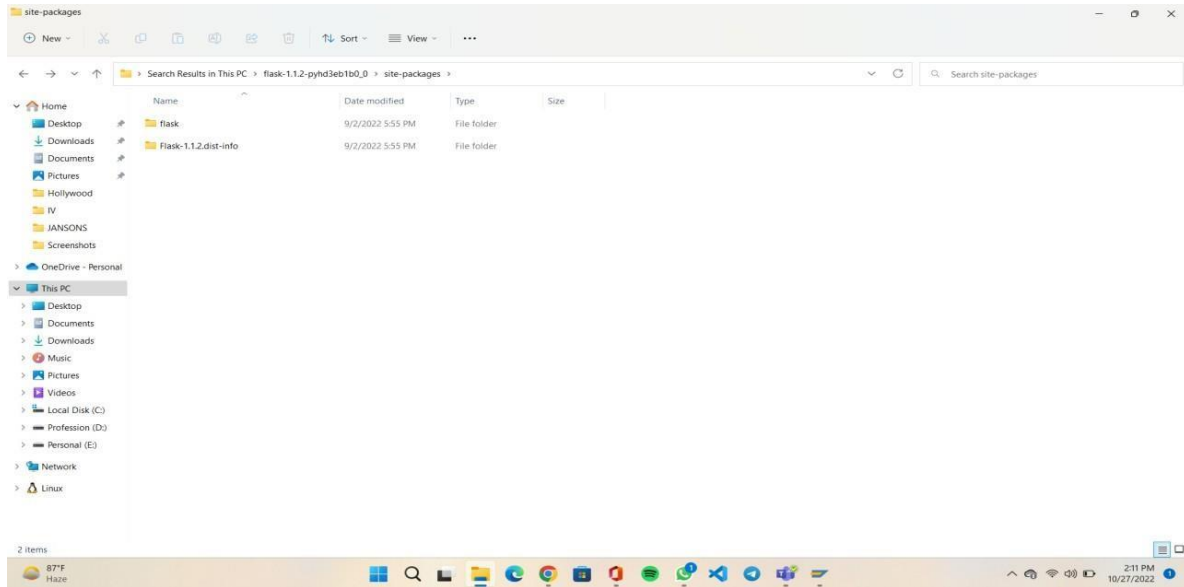 site-packages
New
Sort
View
Search Results in This PC > flask-1.1.2-pyhd3eb1b0_0 > site-packages >
Search site-packages
Name Date modified Type Size
flask 9/2/2022 5:55 PM File folder
Flask-1.1.2.dist-info 9/2/2022 5:55 PM File folder
Home
Desktop
Downloads
Documents
Pictures
Hollywood
IV
JANSONS
Screenshots
OneDrive - Personal
This PC
Desktop
Documents
Downloads
Music
Pictures
Videos
Local Disk (C:)
Profession (D:)
Personal (E:)
Network
Linux
2 items
87°F
Haze
2:11 PM
10/27/2022
1